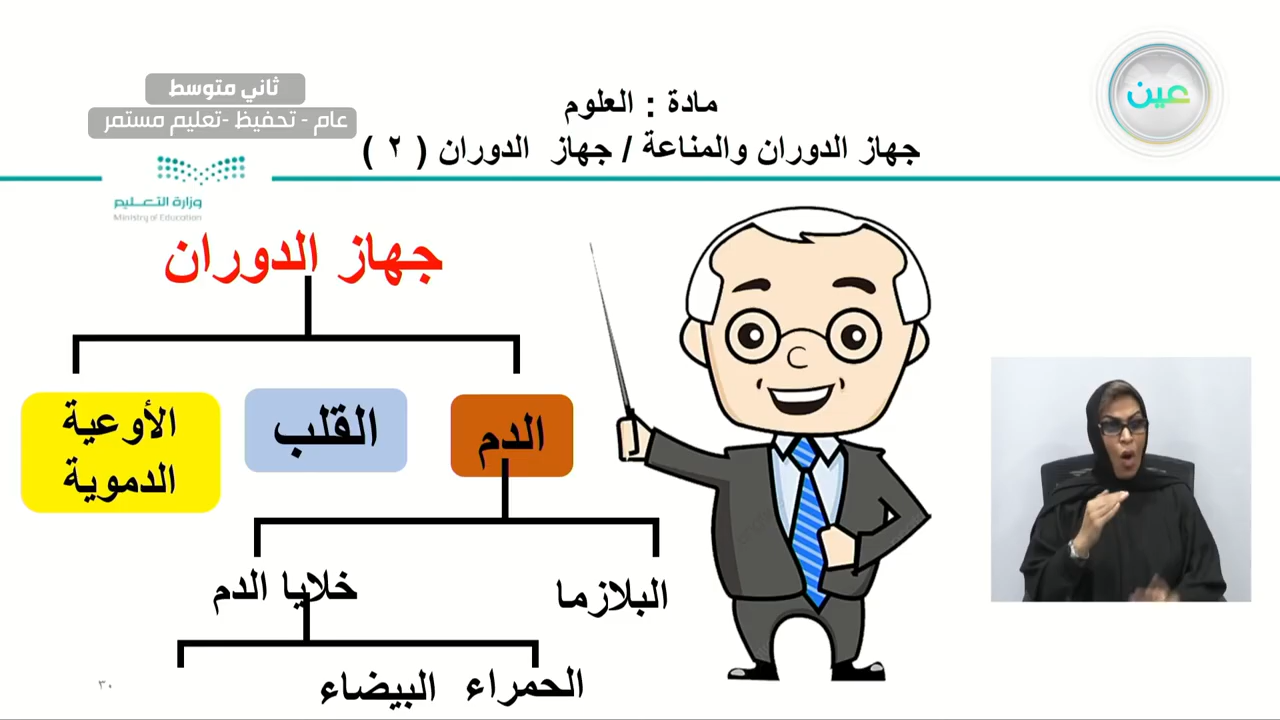 مادة : العلوم
جهاز الدوران والمناعة / جهاز الدوران ( ٢ )
ثاني متوسط
عام - تحفيظ -تعليم مستمر
عين
وزارة التعـليم
Ministry of Education
جهاز الدوران
الدم
القلب
الأوعية
الدموية
البلازما
خلايا الدم
الحمراء
البيضاء
٣٠